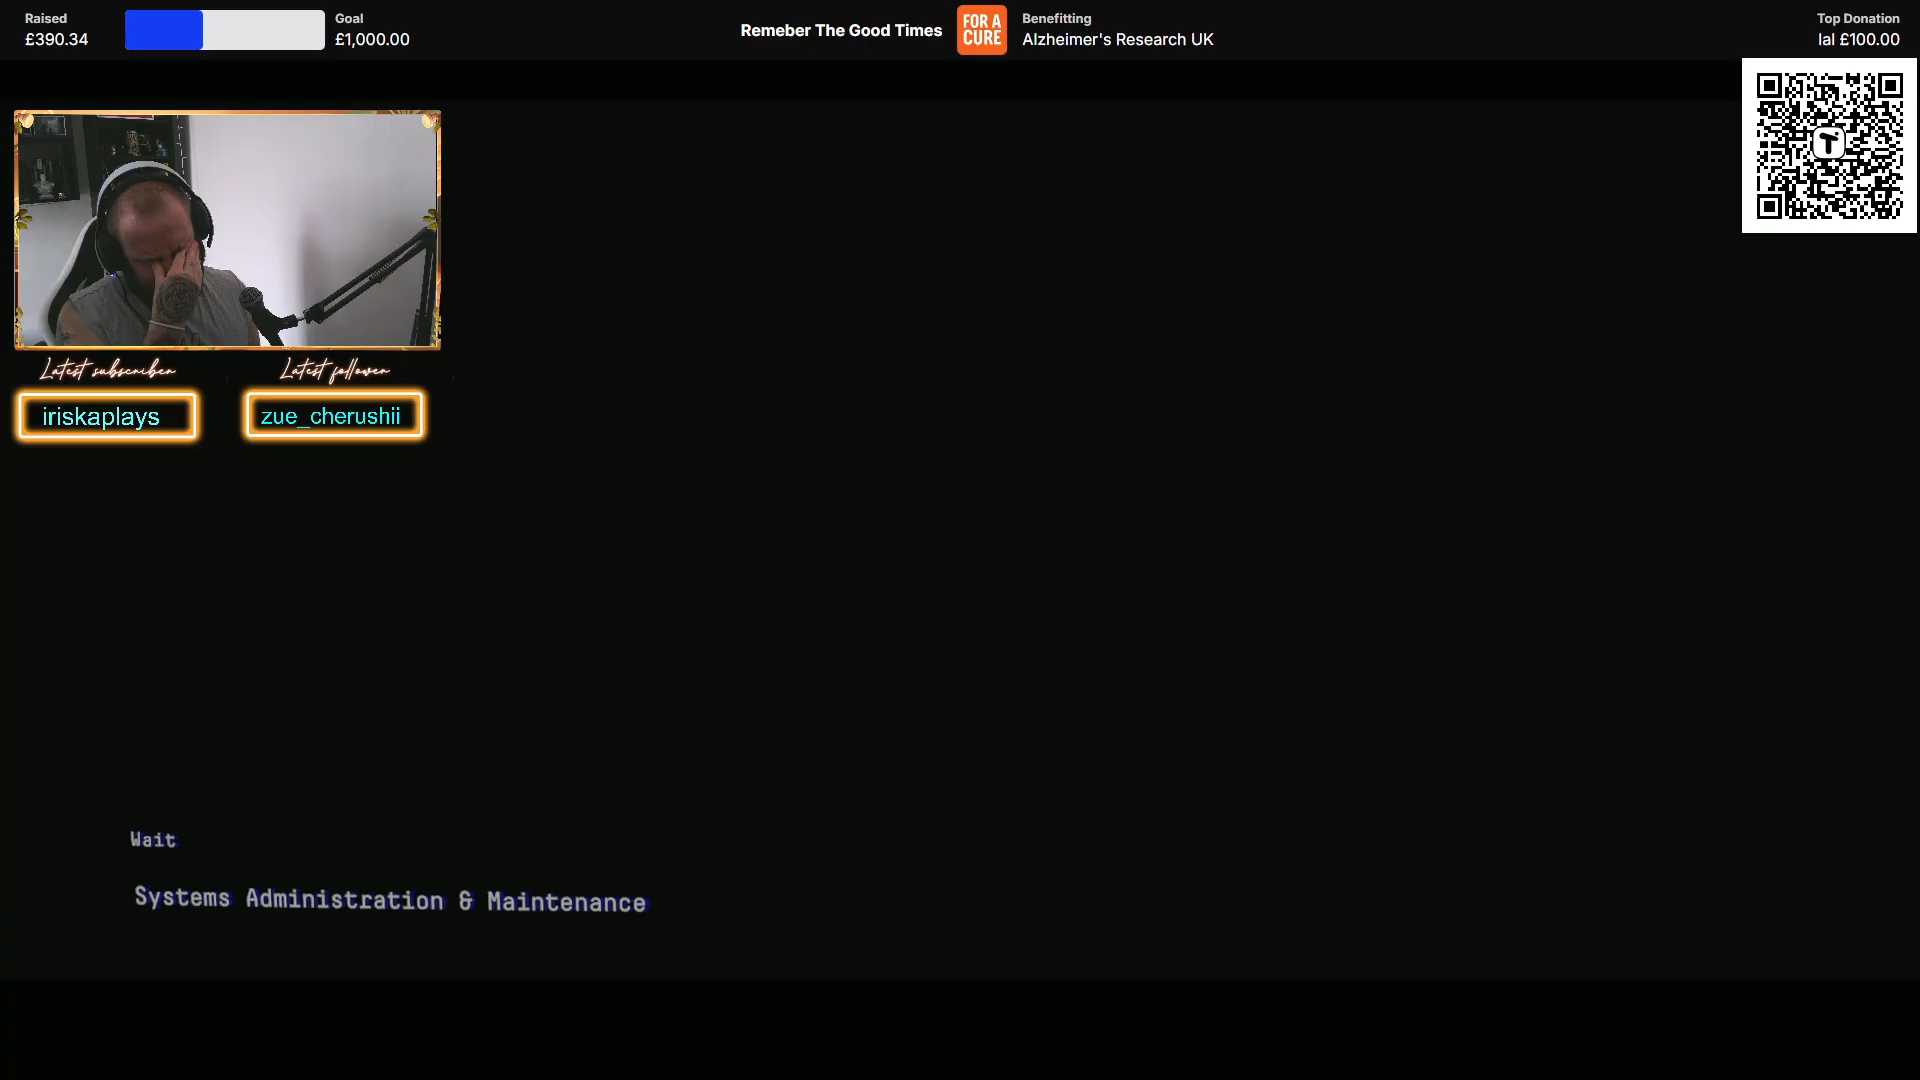 Raised
£390.34
Goal
£1,000.00
Remeber The Good Times
FOR A
CURE
Benefitting
Alzheimer's Research UK
Top Donation
lal £100.00
T
Latest subscriber
Latest follower
iriskaplays
zue_cherushii
Wait
Systems Administration & Maintenance